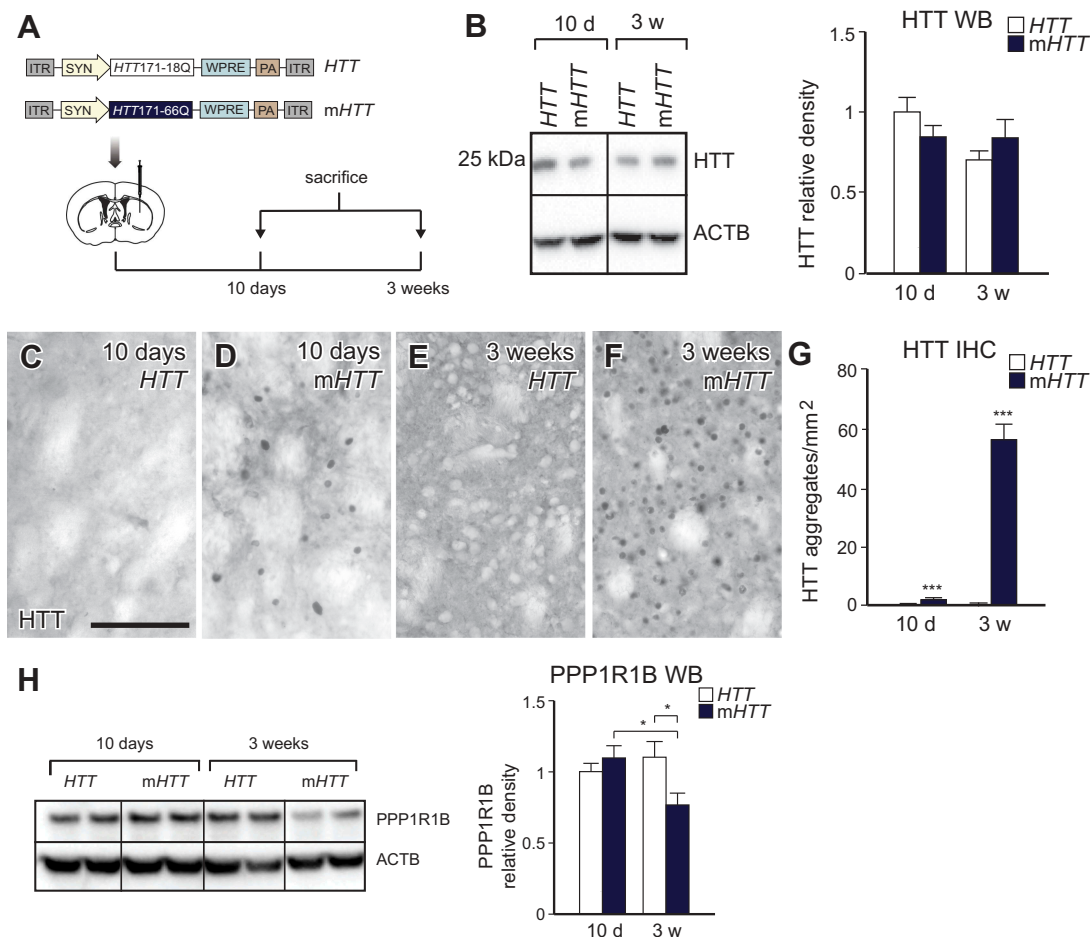 A
ITR SYN HTT171-18Q WPRE PA ITR HTT
ITR SYN HTT171-66Q WPRE PA ITR mHTT
sacrifice
10 days 3 weeks
B
10 d 3 w
HTT mHTT HTT mHTT
25 kDa HTT
ACTB
HTT WB
HTT
mHTT
HTT relative density
1.5
1
0.5
0
10 d 3 w
C 10 days
HTT
HTT
D 10 days
mHTT
E 3 weeks
HTT
F 3 weeks
mHTT
G HTT IHC
HTT
mHTT
HTT aggregates/mm2
80
60
40
20
0
***
***
10 d 3 w
H
10 days 3 weeks
HTT mHTT HTT mHTT
PPP1R1B
ACTB
PPP1R1B WB
HTT
mHTT
PPP1R1B
relative density
1.5
1
0.5
0
*
*
10 d 3 w